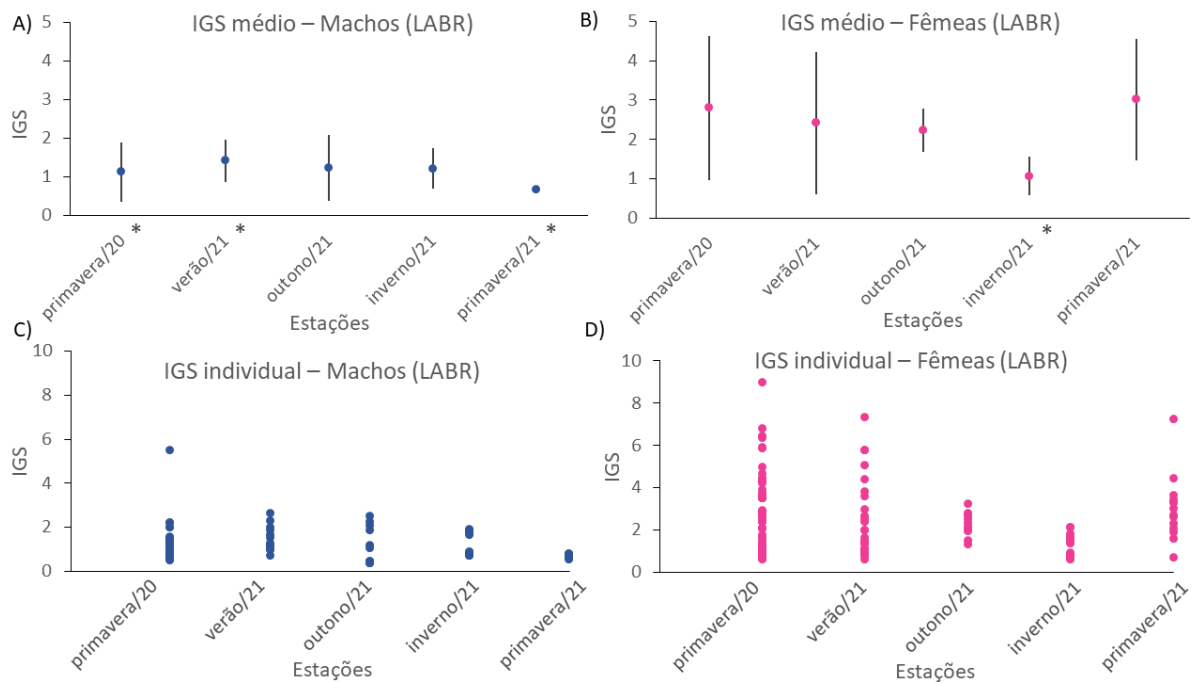 A)
IGS médio – Machos (LABR)
5
4
3
2
1
0
IGS
primavera/20 *
verão/21 *
outono/21
inverno/21
primavera/21 *
Estações
B)
IGS médio – Fêmeas (LABR)
5
4
3
2
1
0
IGS
primavera/20
verão/21
outono/21
inverno/21 *
primavera/21
Estações
C)
IGS individual – Machos (LABR)
10
8
6
4
2
0
IGS
primavera/20
verão/21
outono/21
inverno/21
primavera/21
Estações
D)
IGS individual – Fêmeas (LABR)
10
8
6
4
2
0
IGS
primavera/20
verão/21
outono/21
inverno/21
primavera/21
Estações